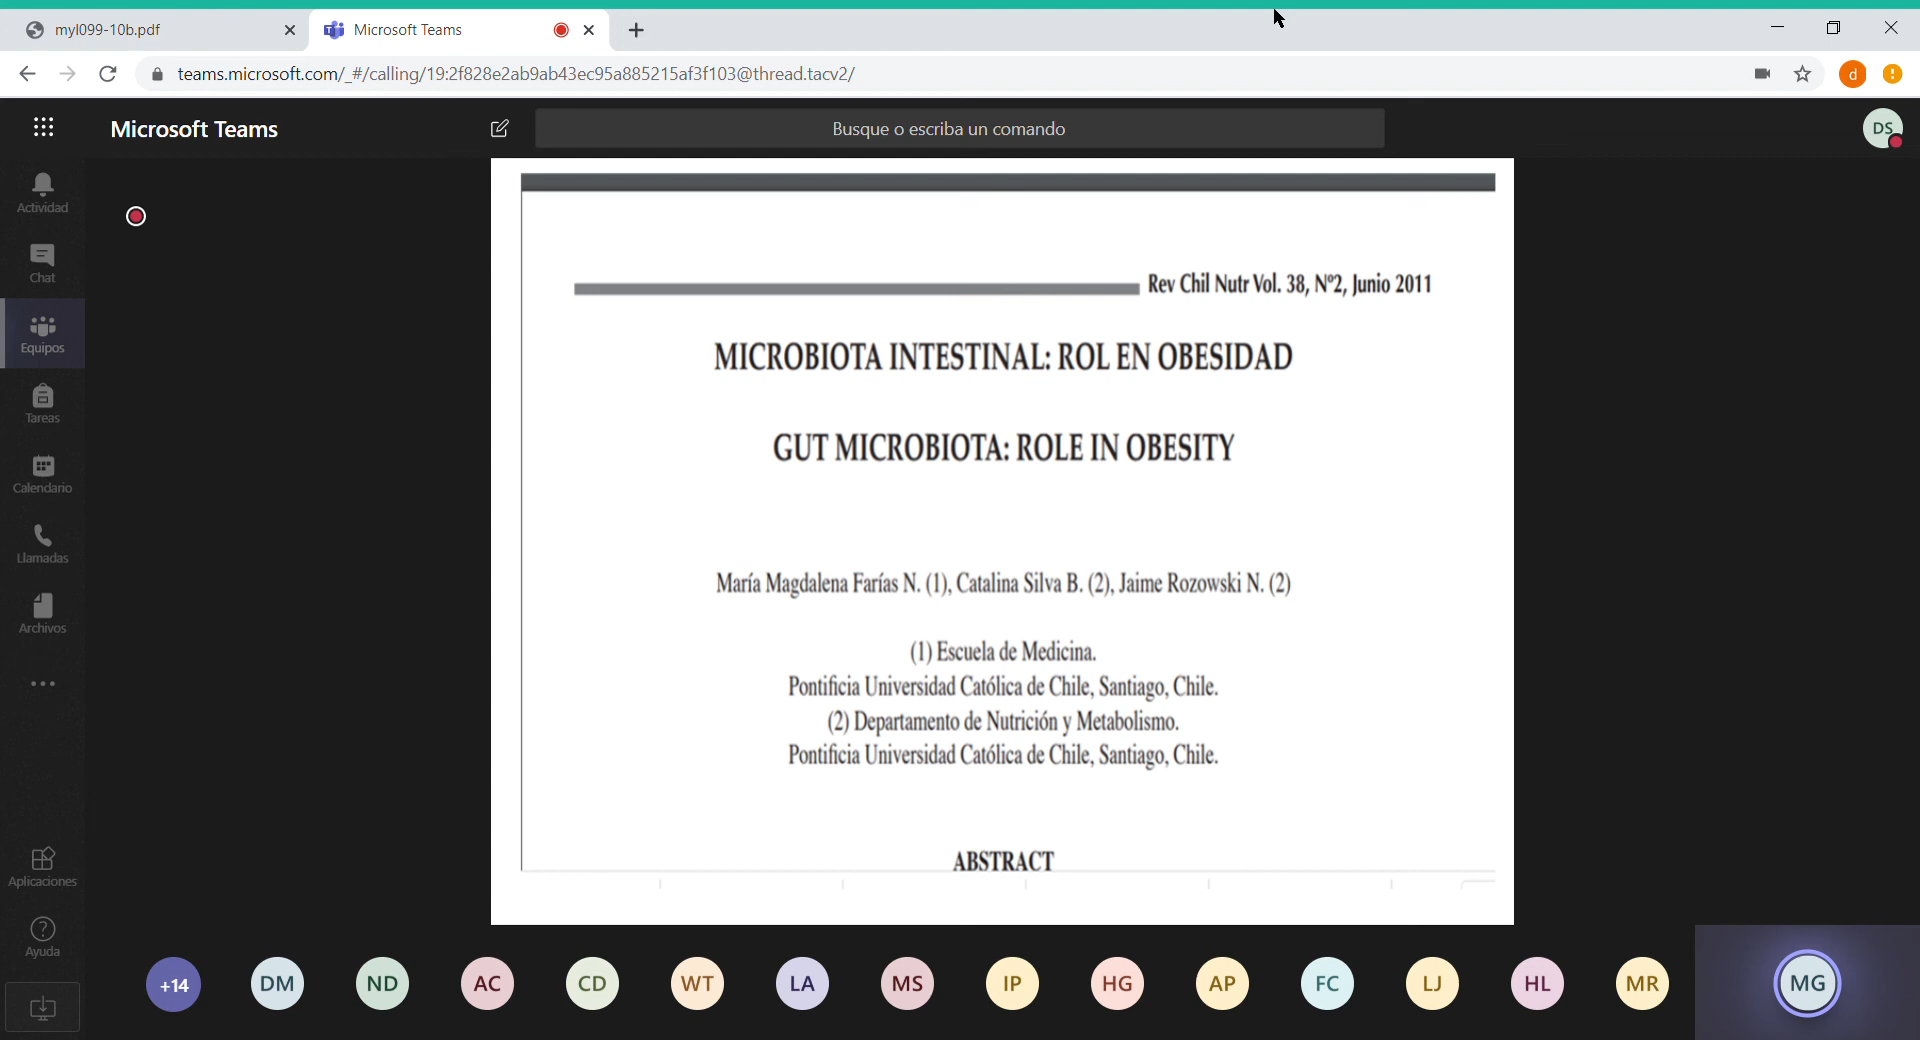 myl099-10b.pdf
Microsoft Teams
teams.microsoft.com/_#/calling/19:2f828e2ab9ab43ec95a885215af3f103@thread.tacv2/
d
Microsoft Teams
Busque o escriba un comando
DS
Actividad
Chat
Equipos
Tareas
Calendario
Llamadas
Archivos
Aplicaciones
Ayuda
Rev Chil Nutr Vol. 38, Nº2, Junio 2011
MICROBIOTA INTESTINAL: ROL EN OBESIDAD
GUT MICROBIOTA: ROLE IN OBESITY
María Magdalena Farías N. (1), Catalina Silva B. (2), Jaime Rozowski N. (2)
(1) Escuela de Medicina.
Pontificia Universidad Católica de Chile, Santiago, Chile.
(2) Departamento de Nutrición y Metabolismo.
Pontificia Universidad Católica de Chile, Santiago, Chile.
ABSTRACT
+14 DM ND AC CD WT LA MS IP HG AP FC LJ HL MR MG